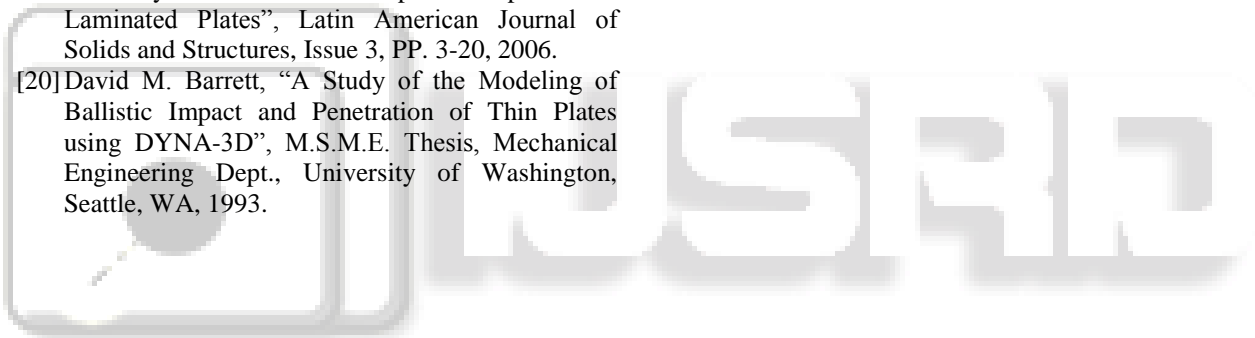 Laminated Plates”, Latin American Journal of
Solids and Structures, Issue 3, PP. 3-20, 2006.
[20] David M. Barrett, “A Study of the Modeling of
Ballistic Impact and Penetration of Thin Plates
using DYNA-3D”, M.S.M.E. Thesis, Mechanical
Engineering Dept., University of Washington,
Seattle, WA, 1993.
IJSRD